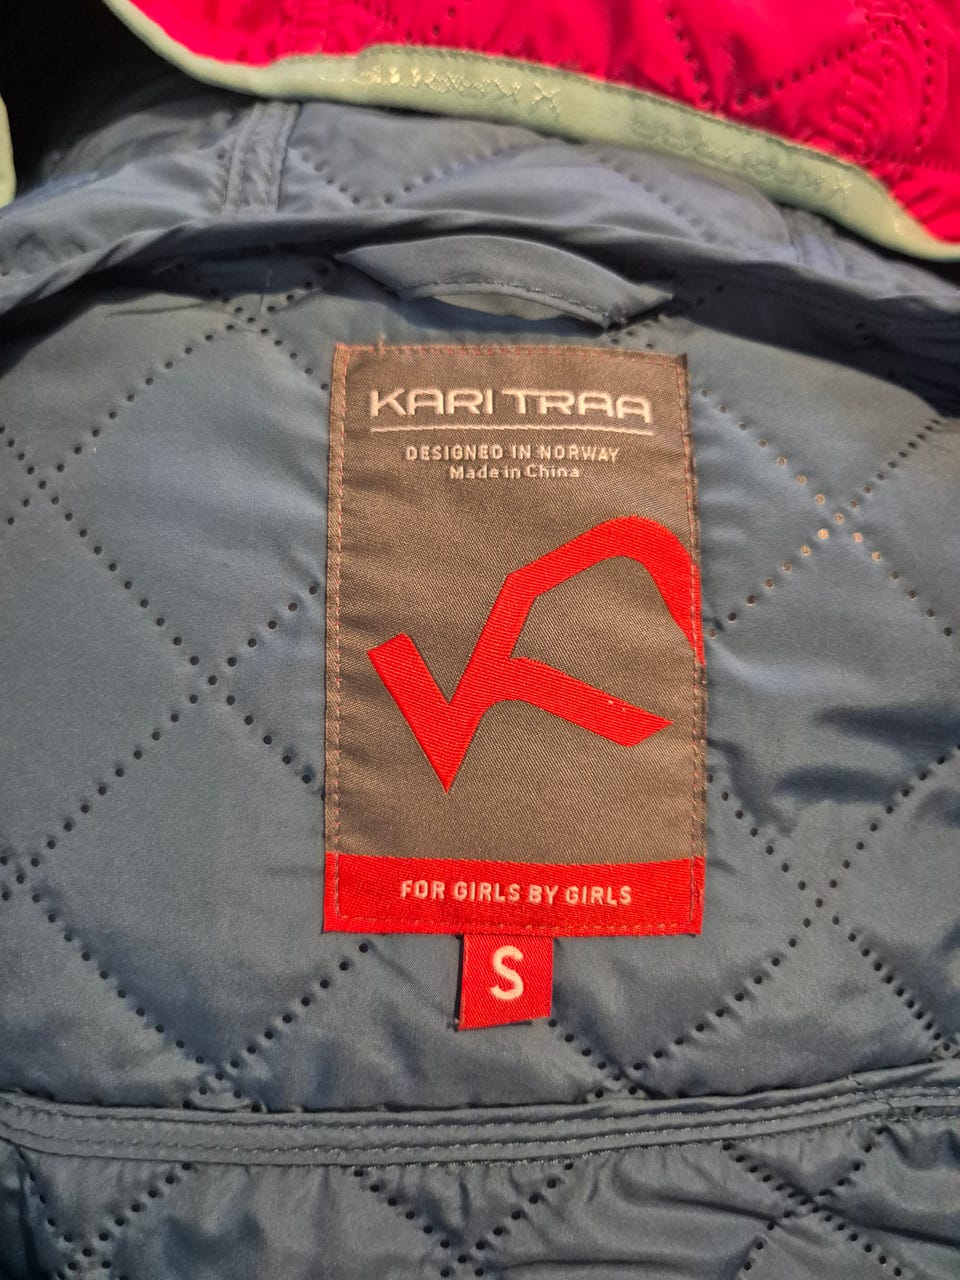 KARI TRAA
DESIGNED IN NORWAY
Made in China
FOR GIRLS BY GIRLS
S